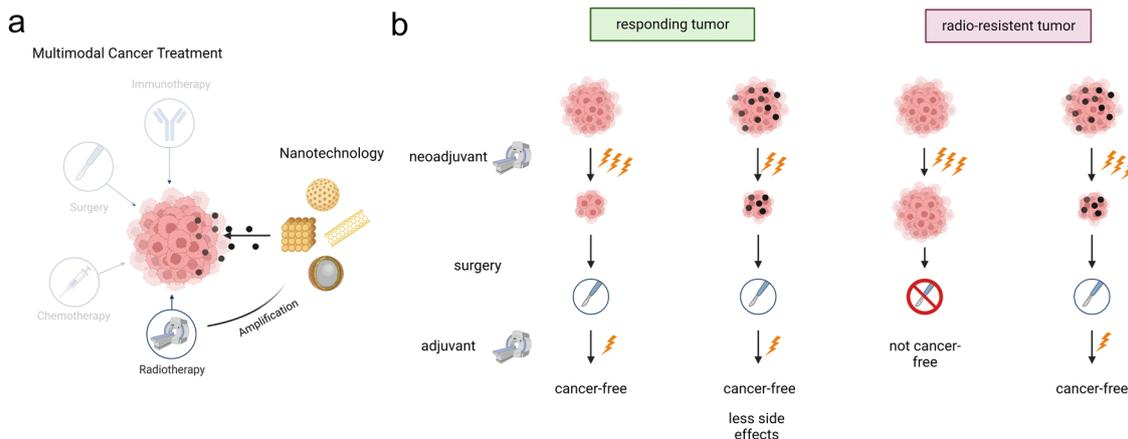 a
Multimodal Cancer Treatment
Immunotherapy
Surgery
Chemotherapy
Radiotherapy
Nanotechnology
Amplification
b
responding tumor
radio-resistent tumor
neoadjuvant
surgery
adjuvant
cancer-free
cancer-free
less side
effects
not cancer-
free
cancer-free